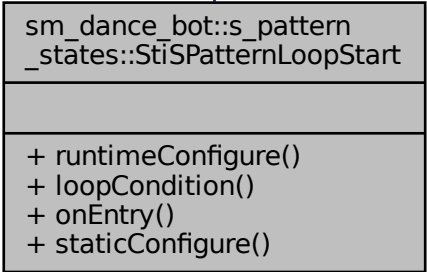 sm_dance_bot::s_pattern
_states::StiSPatternLoopStart
+ runtimeConfigure()
+ loopCondition()
+ onEntry()
+ staticConfigure()